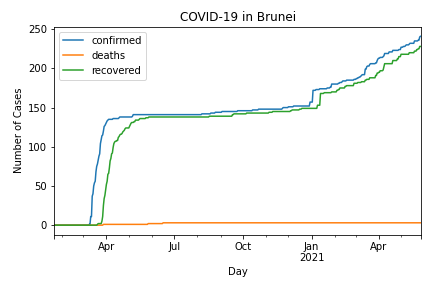 COVID-19 in Brunei
confirmed
deaths
recovered
Number of Cases
250
200
150
100
50
0
Apr Jul Oct Jan Apr
2021
Day